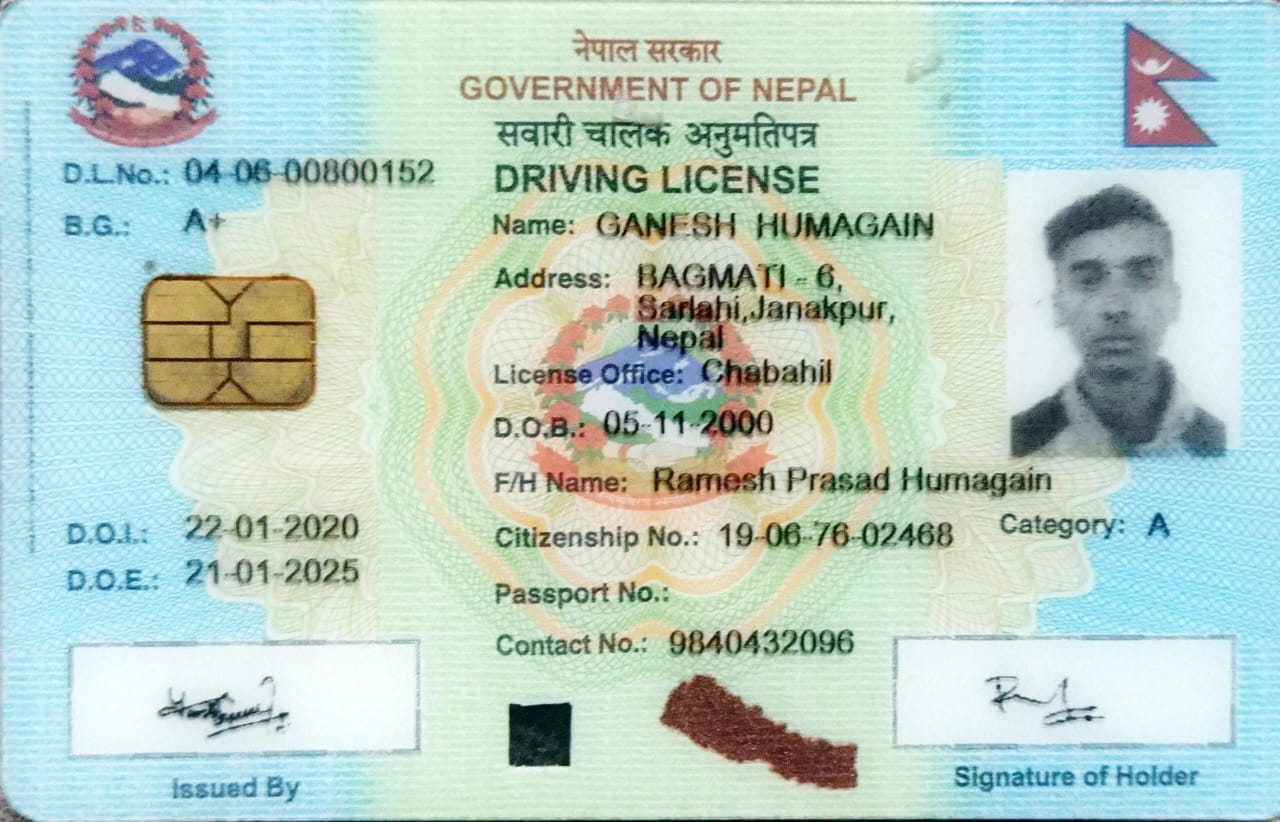 नेपाल सरकार
GOVERNMENT OF NEPAL
सवारी चालक अनुमतिपत्र
DRIVING LICENSE
D.L.No.: 04-06-00800152
B.G.: A+
Name: GANESH HUMAGAIN
Address: BAGMATI - 6,
Sarlahi,Janakpur,
Nepal
License Office: Chabahil
D.O.B.: 05-11-2000
F/H Name: Ramesh Prasad Humagain
D.O.I.: 22-01-2020
Citizenship No.: 19-06-76-02468
Category: A
D.O.E.: 21-01-2025
Passport No.:
Contact No.: 9840432096
Issued By
Signature of Holder